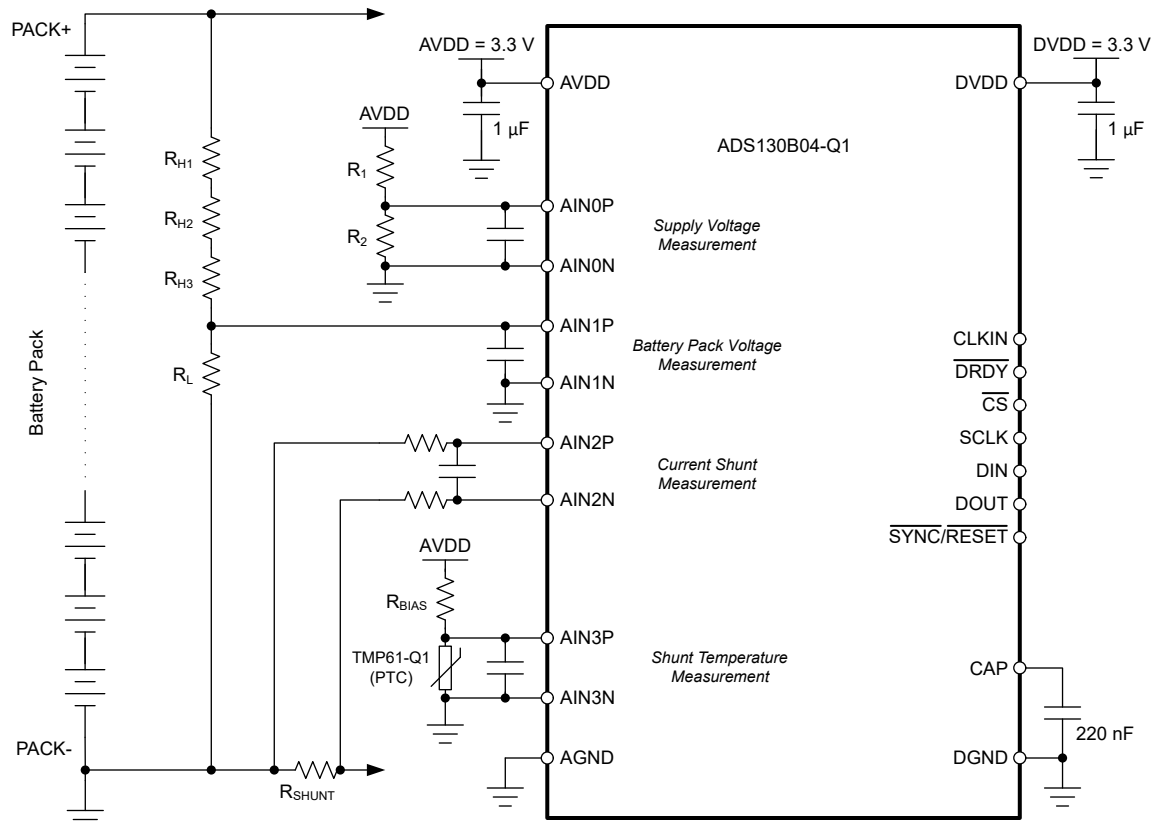 PACK+
AVDD = 3.3 V
DVDD = 3.3 V
AVDD
DVDD
1 µF
1 µF
AVDD
ADS130B04-Q1
RH1
R1
AIN0P
RH2
R2
Supply Voltage
Measurement
RH3
AIN0N
AIN1P
Battery Pack Voltage
Measurement
CLKIN
Battery Pack
RL
DRDY
AIN1N
CS
AIN2P
SCLK
Current Shunt
Measurement
DIN
AIN2N
DOUT
SYNC/RESET
AVDD
RBIAS
AIN3P
TMP61-Q1
(PTC)
Shunt Temperature
Measurement
CAP
AIN3N
220 nF
PACK-
AGND
DGND
RSHUNT